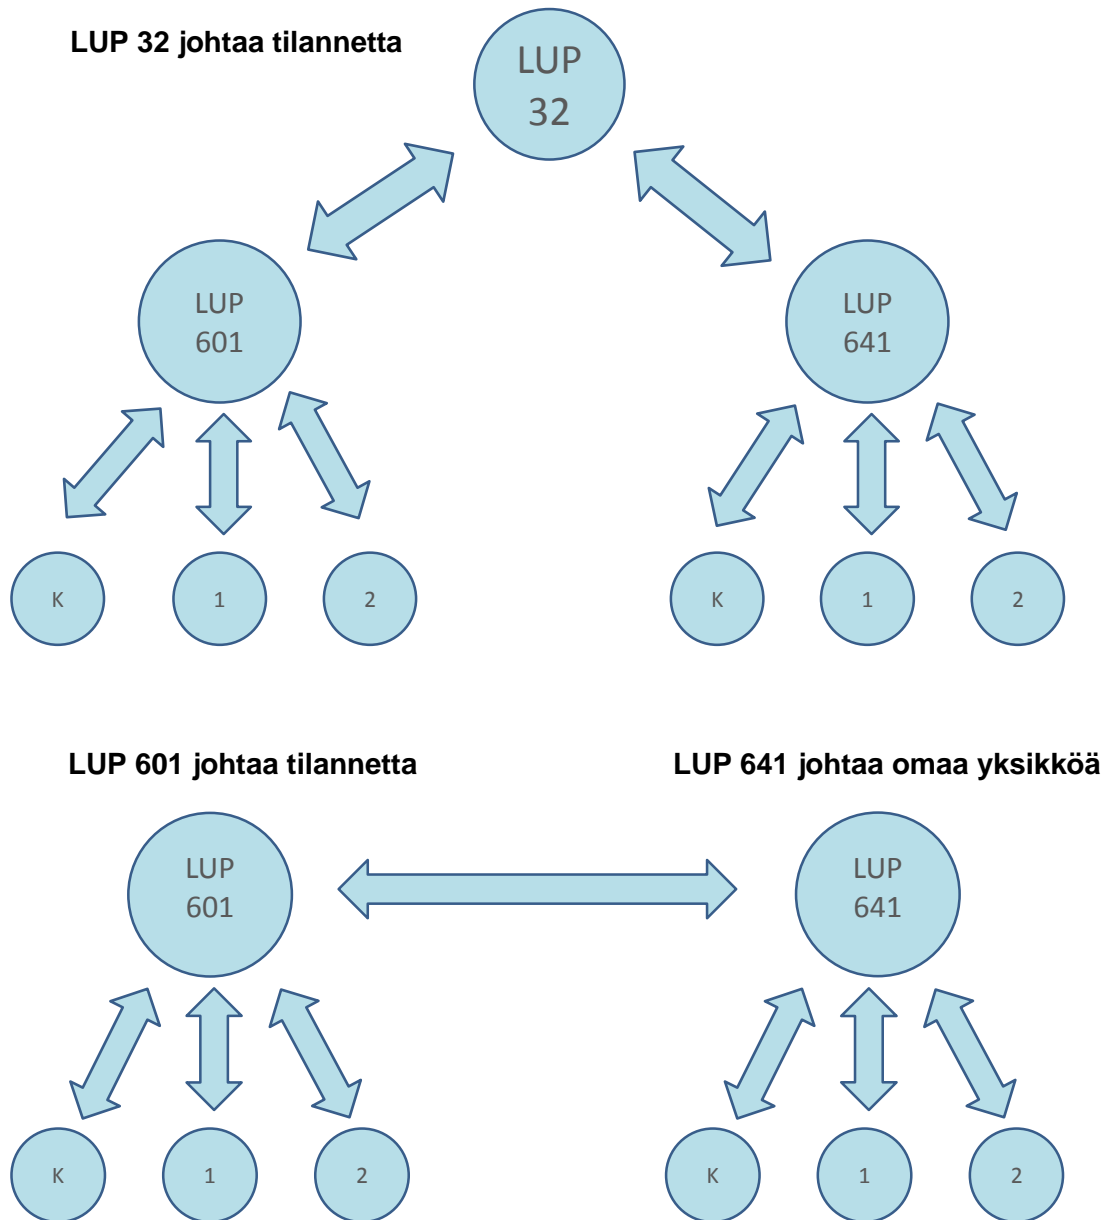 LUP 32 johtaa tilannetta
LUP
32
LUP
601
LUP
641
K
1
2
K
1
2
LUP 601 johtaa tilannetta
LUP 641 johtaa omaa yksikköä
LUP
601
LUP
641
K
1
2
K
1
2